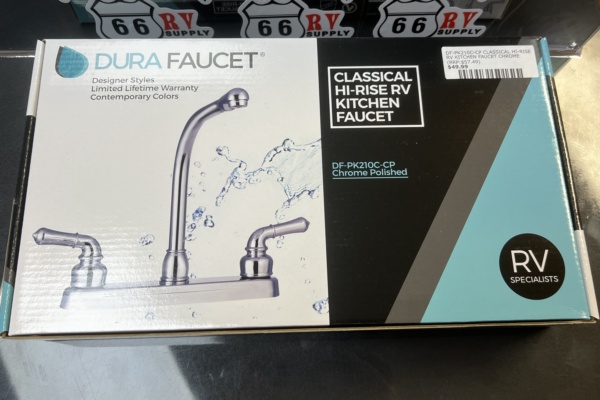 66 RV
SUPPLY
66 RV
SUPPLY
66 RV
SUPPLY
DURA FAUCET®
Designer Styles
Limited Lifetime Warranty
Contemporary Colors
CLASSICAL
HI-RISE RV
KITCHEN
FAUCET
DF-PK210C-CP
Chrome Polished
DF-PK210C-CP CLASSICAL HI-RISE
RV KITCHEN FAUCET CHROME
$49.99
RV
SPECIALISTS